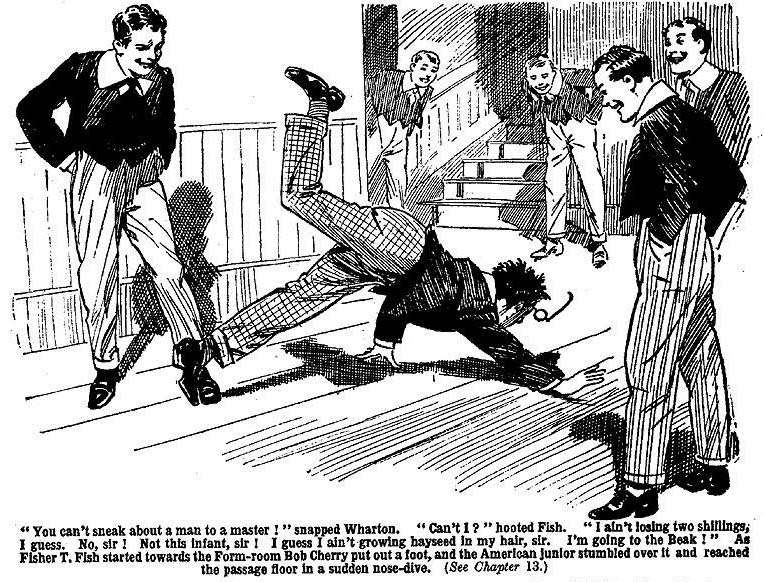 “ You can’t sneak about a man to a master ! ” snapped Wharton. “ Can’t I ? ” hooted Fish. “ I ain’t losing two shillings,
I guess. No, sir ! Not this infant, sir ! I guess I ain’t growing hayseed in my hair, sir. I’m going to the Beak ! ” As
Fisher T. Fish started towards the Form-room Bob Cherry put out a foot, and the American junior stumbled over it and reached
the passage floor in a sudden nose-dive. (See Chapter 13.)